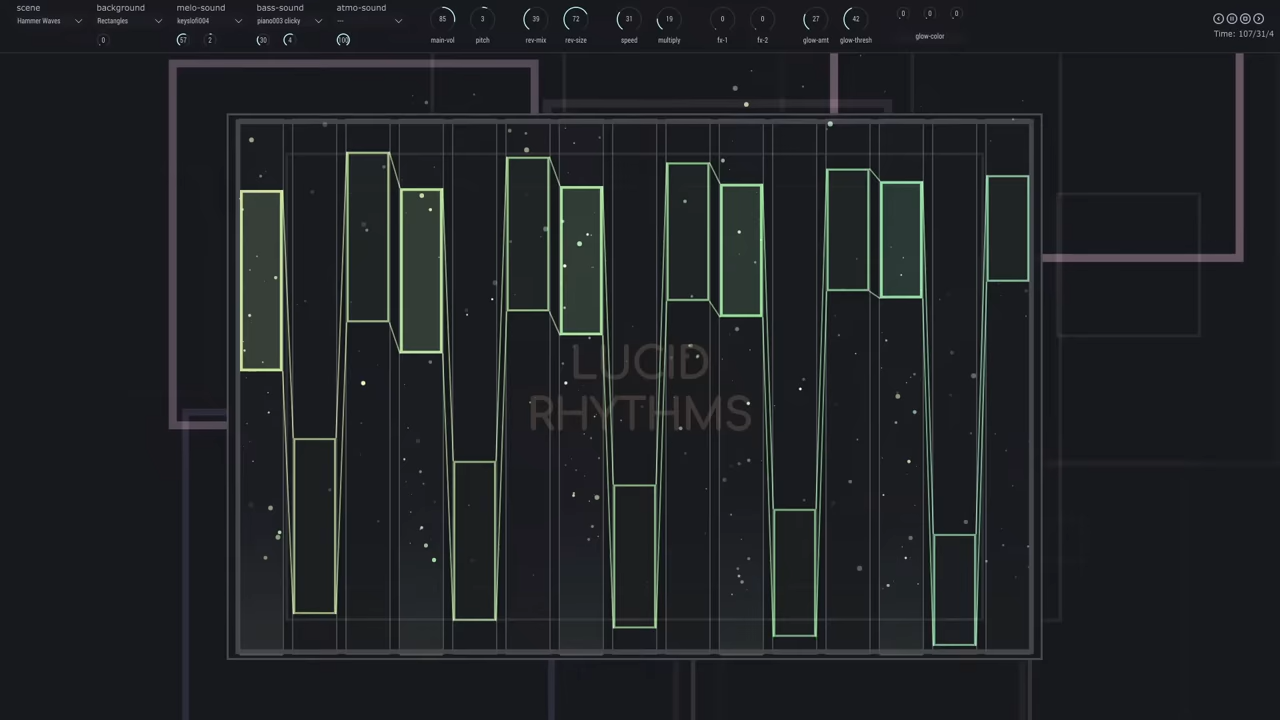 scene background melo-sound bass-sound atmo-sound
Hammer Waves Rectangles keyslofi004 piano003 clicky ---
0 57 2 30 4 100
85 3 39 72 31 19 0 0 27 42 0 0 0
main-vol pitch rev-mix rev-size speed multiply fx-1 fx-2 glow-amt glow-thresh glow-color
Time: 107/31/4
LUCID
RHYTHMS